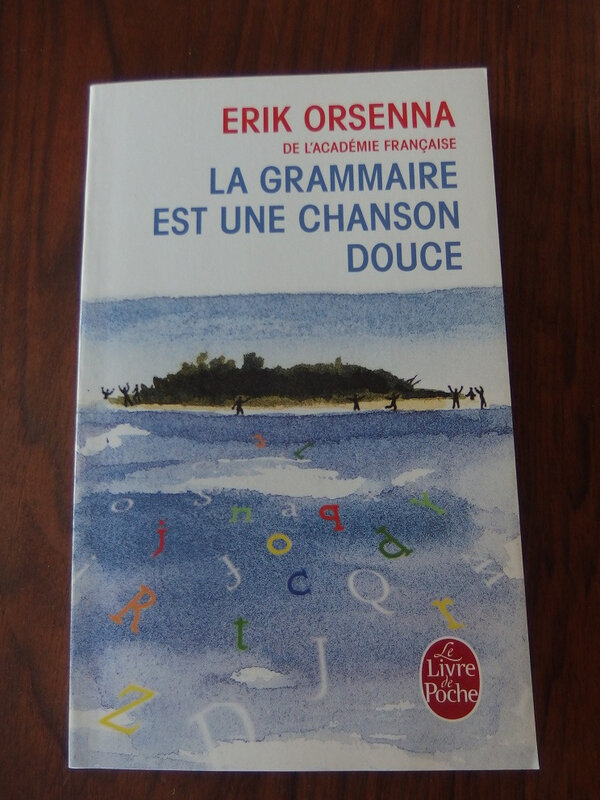 ERIK ORSENNA
DE L'ACADÉMIE FRANÇAISE
LA GRAMMAIRE
EST UNE CHANSON
DOUCE
o s n a q Y
j o d
J c Q w
R t r
J
Z D
Le
Livre
de
Poche